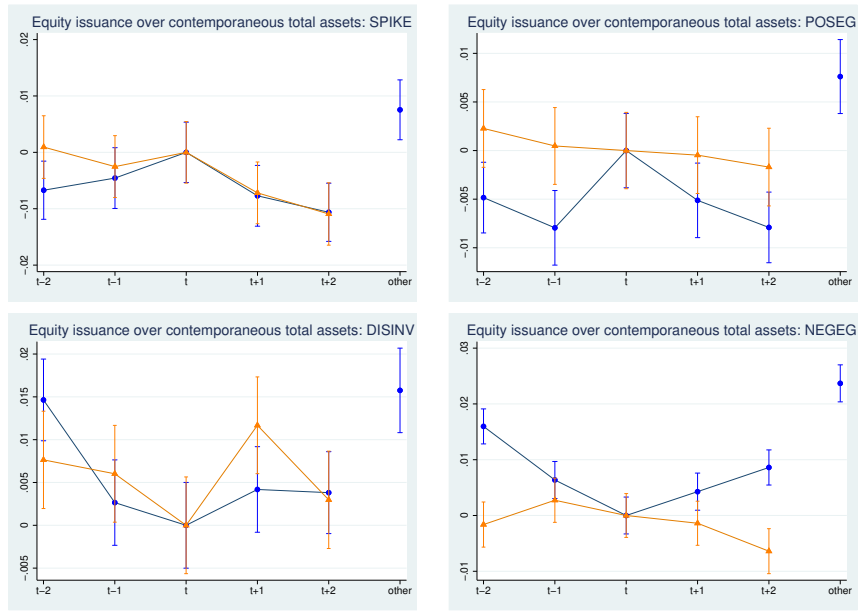 Equity issuance over contemporaneous total assets: SPIKE
.02
.01
0
−.01
−.02
t−2 t−1 t t+1 t+2 other
Equity issuance over contemporaneous total assets: POSEG
.01
.005
0
−.005
−.01
t−2 t−1 t t+1 t+2 other
Equity issuance over contemporaneous total assets: DISINV
.02
.015
.01
.005
0
−.005
t−2 t−1 t t+1 t+2 other
Equity issuance over contemporaneous total assets: NEGEG
.03
.02
.01
0
−.01
t−2 t−1 t t+1 t+2 other